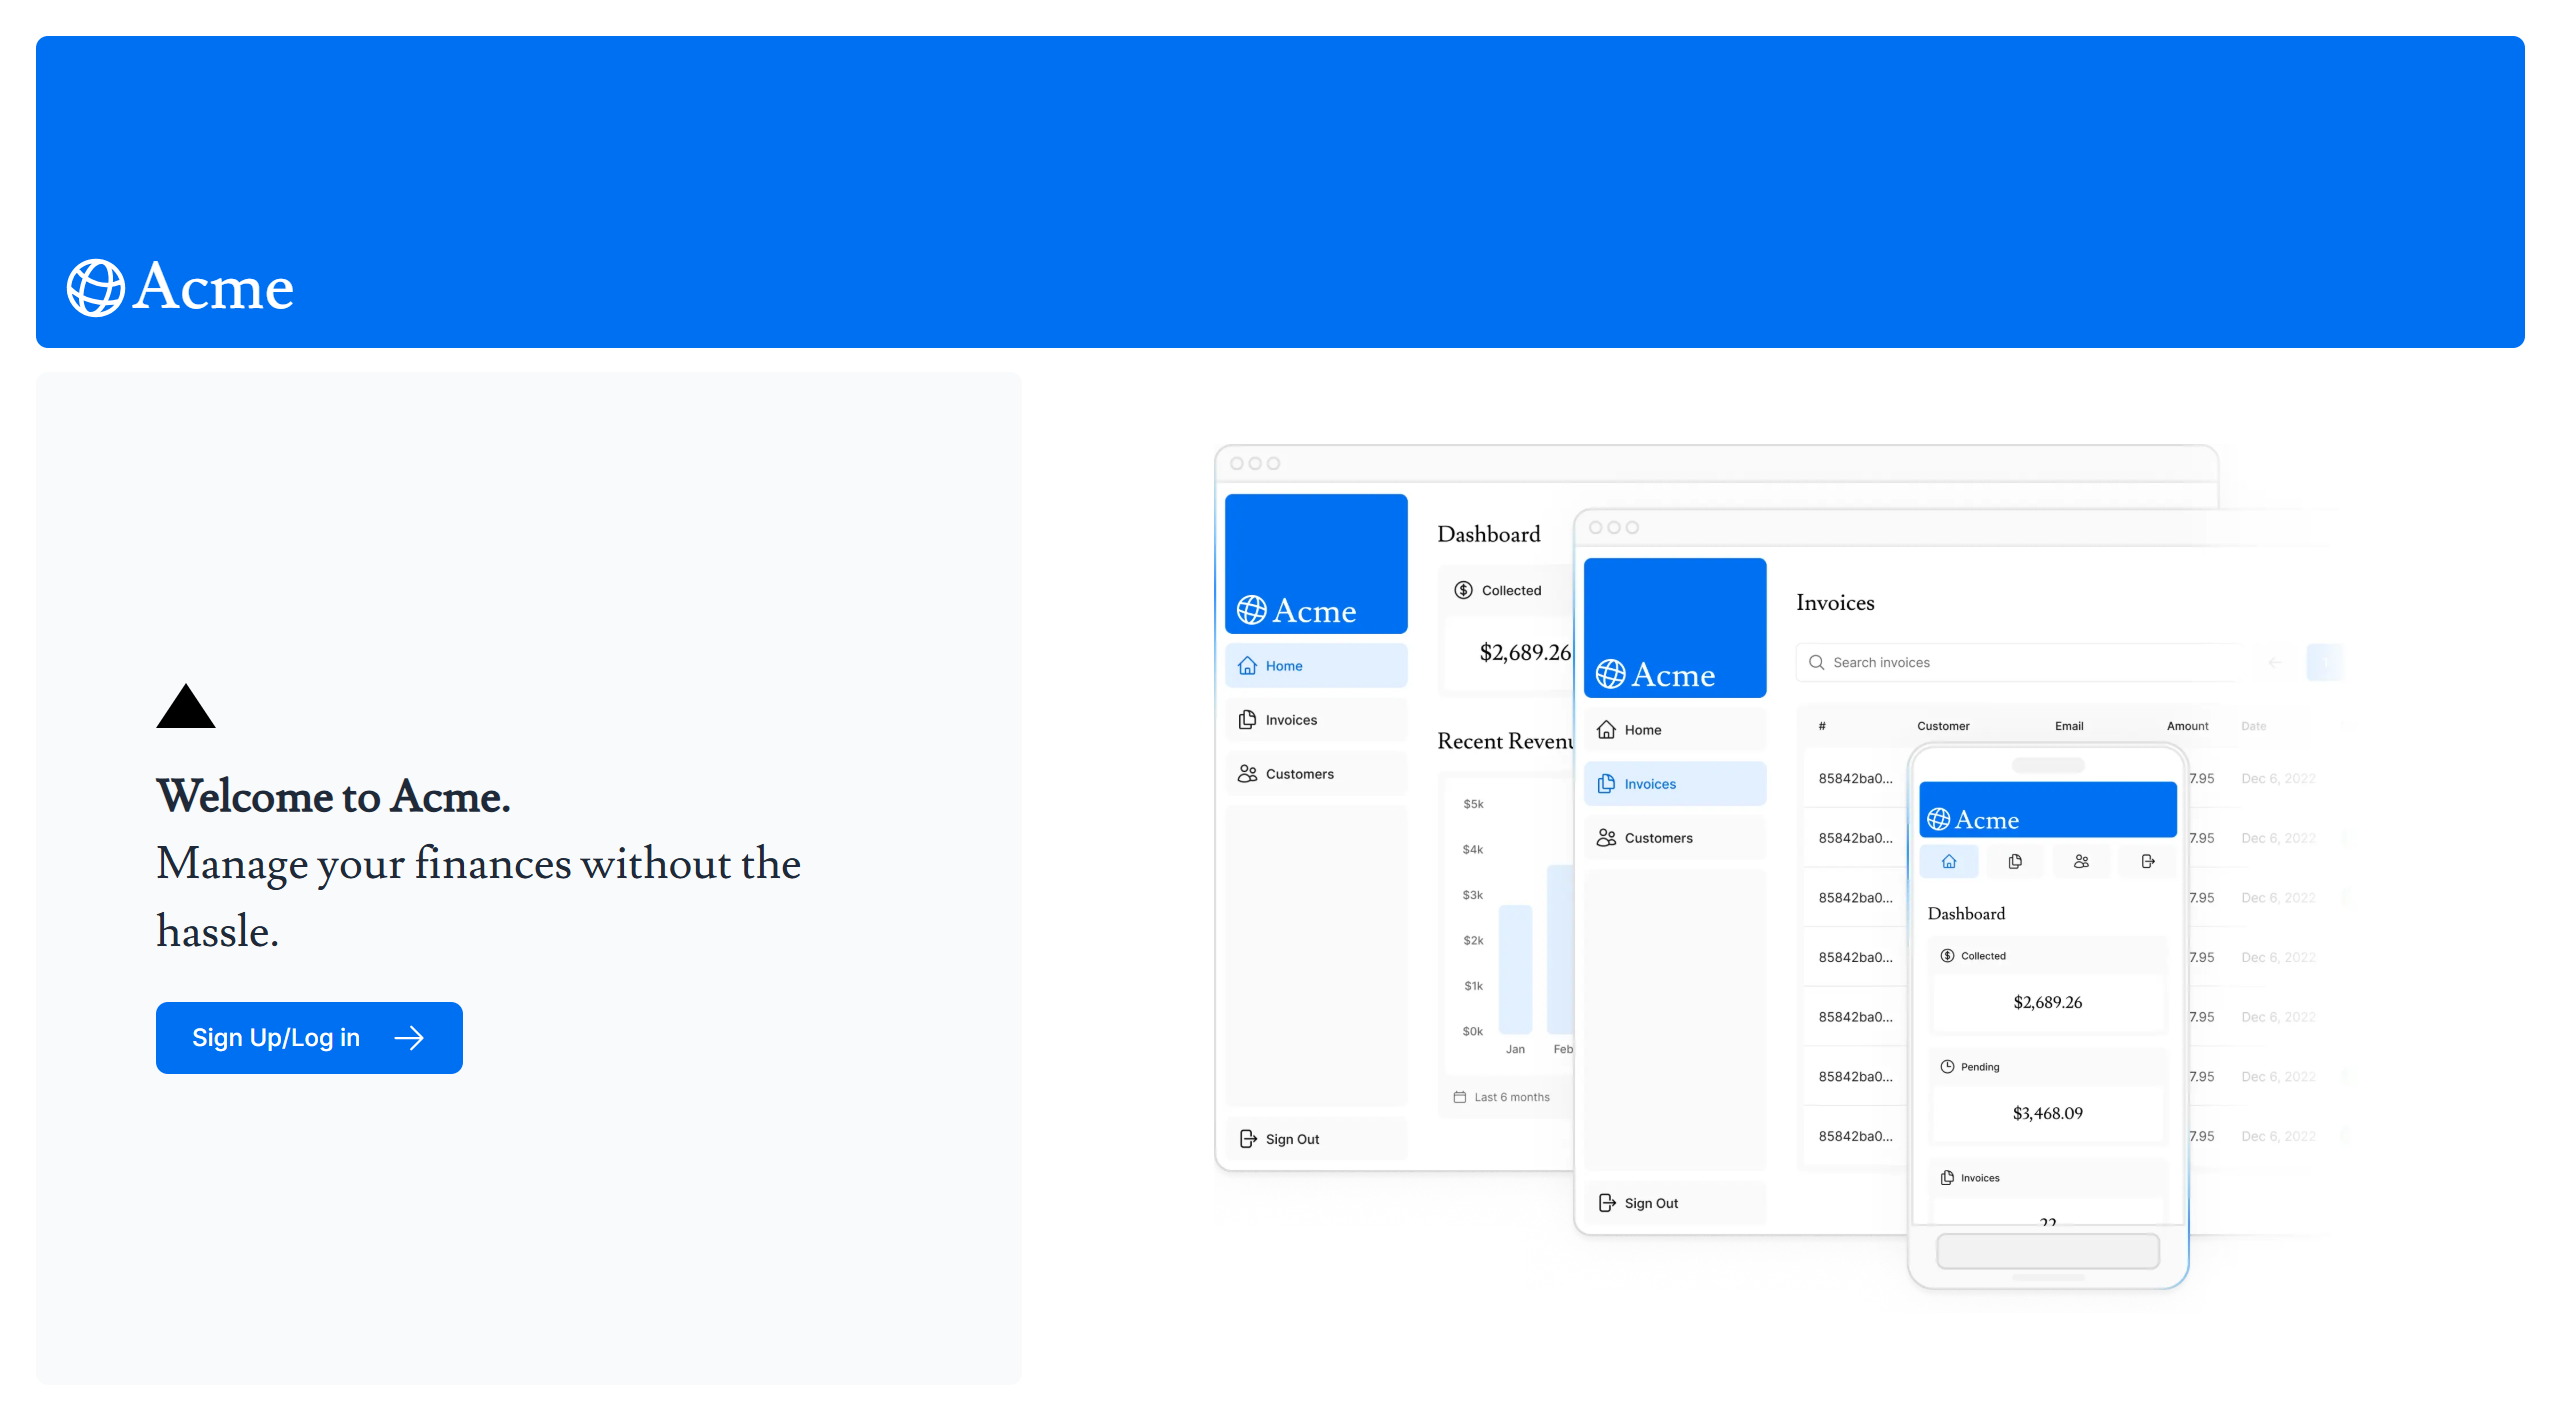 Acme
Welcome to Acme.
Manage your finances without the
hassle.
Sign Up/Log in
Acme
Home
Invoices
Customers
Sign Out
Dashboard
Collected
$2,689.26
Recent Revenu
$5k
$4k
$3k
$2k
$1k
$0k
Jan Feb
Last 6 months
Acme
Home
Invoices
Customers
Sign Out
Invoices
Search invoices
# Customer Email Amount Date
85842ba0... 7.95 Dec 6, 2022
85842ba0... 7.95 Dec 6, 2022
85842ba0... 7.95 Dec 6, 2022
85842ba0... 7.95 Dec 6, 2022
85842ba0... 7.95 Dec 6, 2022
85842ba0... 7.95 Dec 6, 2022
85842ba0... 7.95 Dec 6, 2022
Acme
Dashboard
Collected
$2,689.26
Pending
$3,468.09
Invoices
22